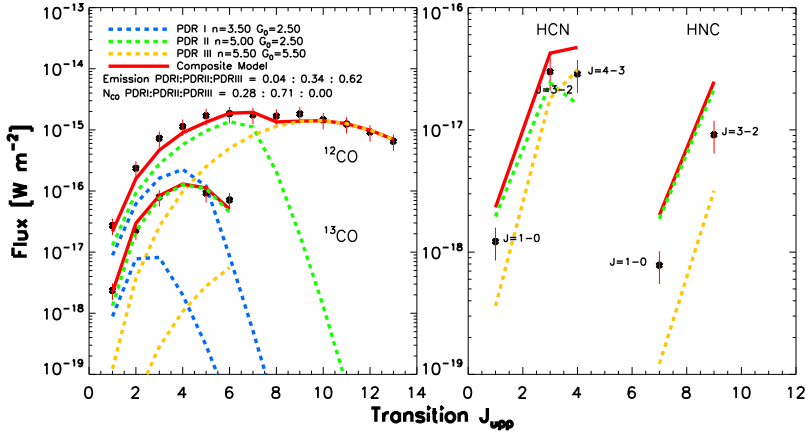 10⁻¹³
10⁻¹⁴
10⁻¹⁵
10⁻¹⁶
10⁻¹⁷
10⁻¹⁸
10⁻¹⁹
Flux [W m⁻²]
PDR I n=3.50 G₀=2.50
PDR II n=5.00 G₀=2.50
PDR III n=5.50 G₀=5.50
Composite Model
Emission PDRI:PDRII:PDRIII = 0.04 : 0.34 : 0.62
N_CO PDRI:PDRII:PDRIII = 0.28 : 0.71 : 0.00
¹²CO
¹³CO
0 2 4 6 8 10 12 14
10⁻¹⁶
10⁻¹⁷
10⁻¹⁸
10⁻¹⁹
HCN HNC
J=4-3
J=3-2
J=3-2
J=1-0
J=1-0
0 2 4 6 8 10 12
Transition J_upp